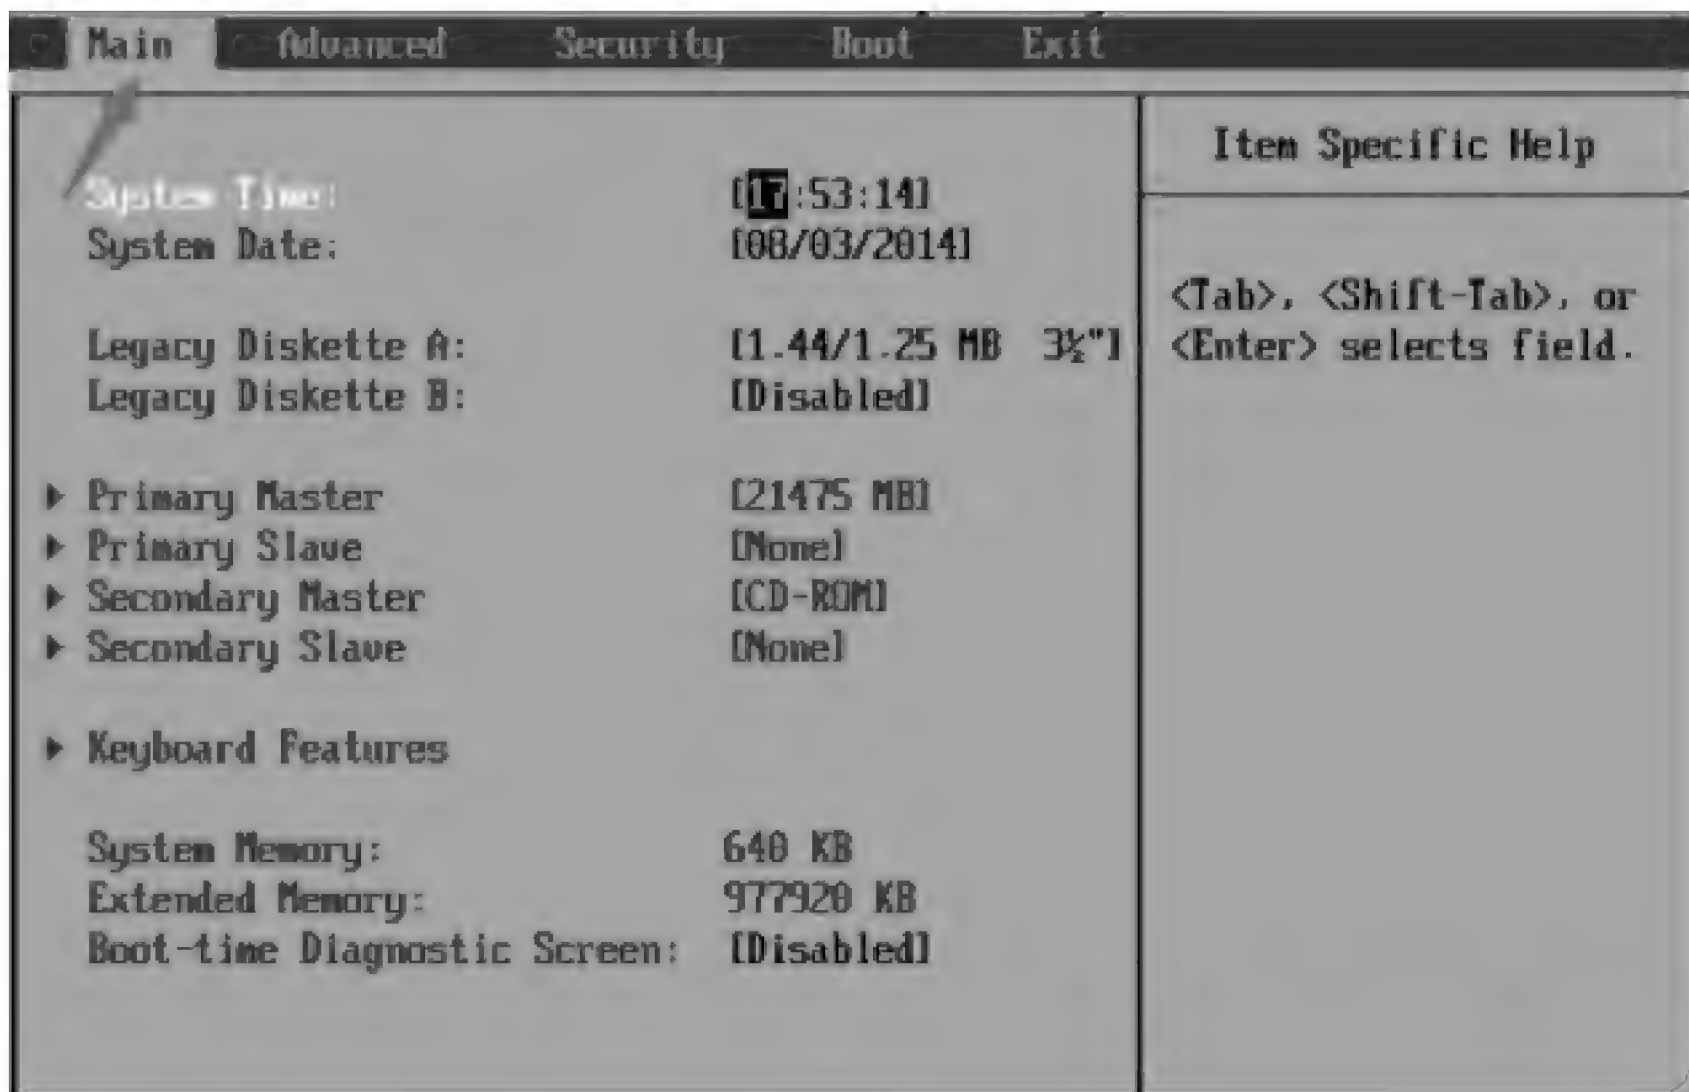 Main Advanced Security Boot Exit
Item Specific Help
System Time: [17:53:14]
System Date: [08/03/2014]
<Tab>, <Shift-Tab>, or
<Enter> selects field.
Legacy Diskette A: [1.44/1.25 MB 3½"]
Legacy Diskette B: [Disabled]
Primary Master [21475 MB]
Primary Slave [None]
Secondary Master [CD-ROM]
Secondary Slave [None]
Keyboard Features
System Memory: 640 KB
Extended Memory: 977920 KB
Boot-time Diagnostic Screen: [Disabled]